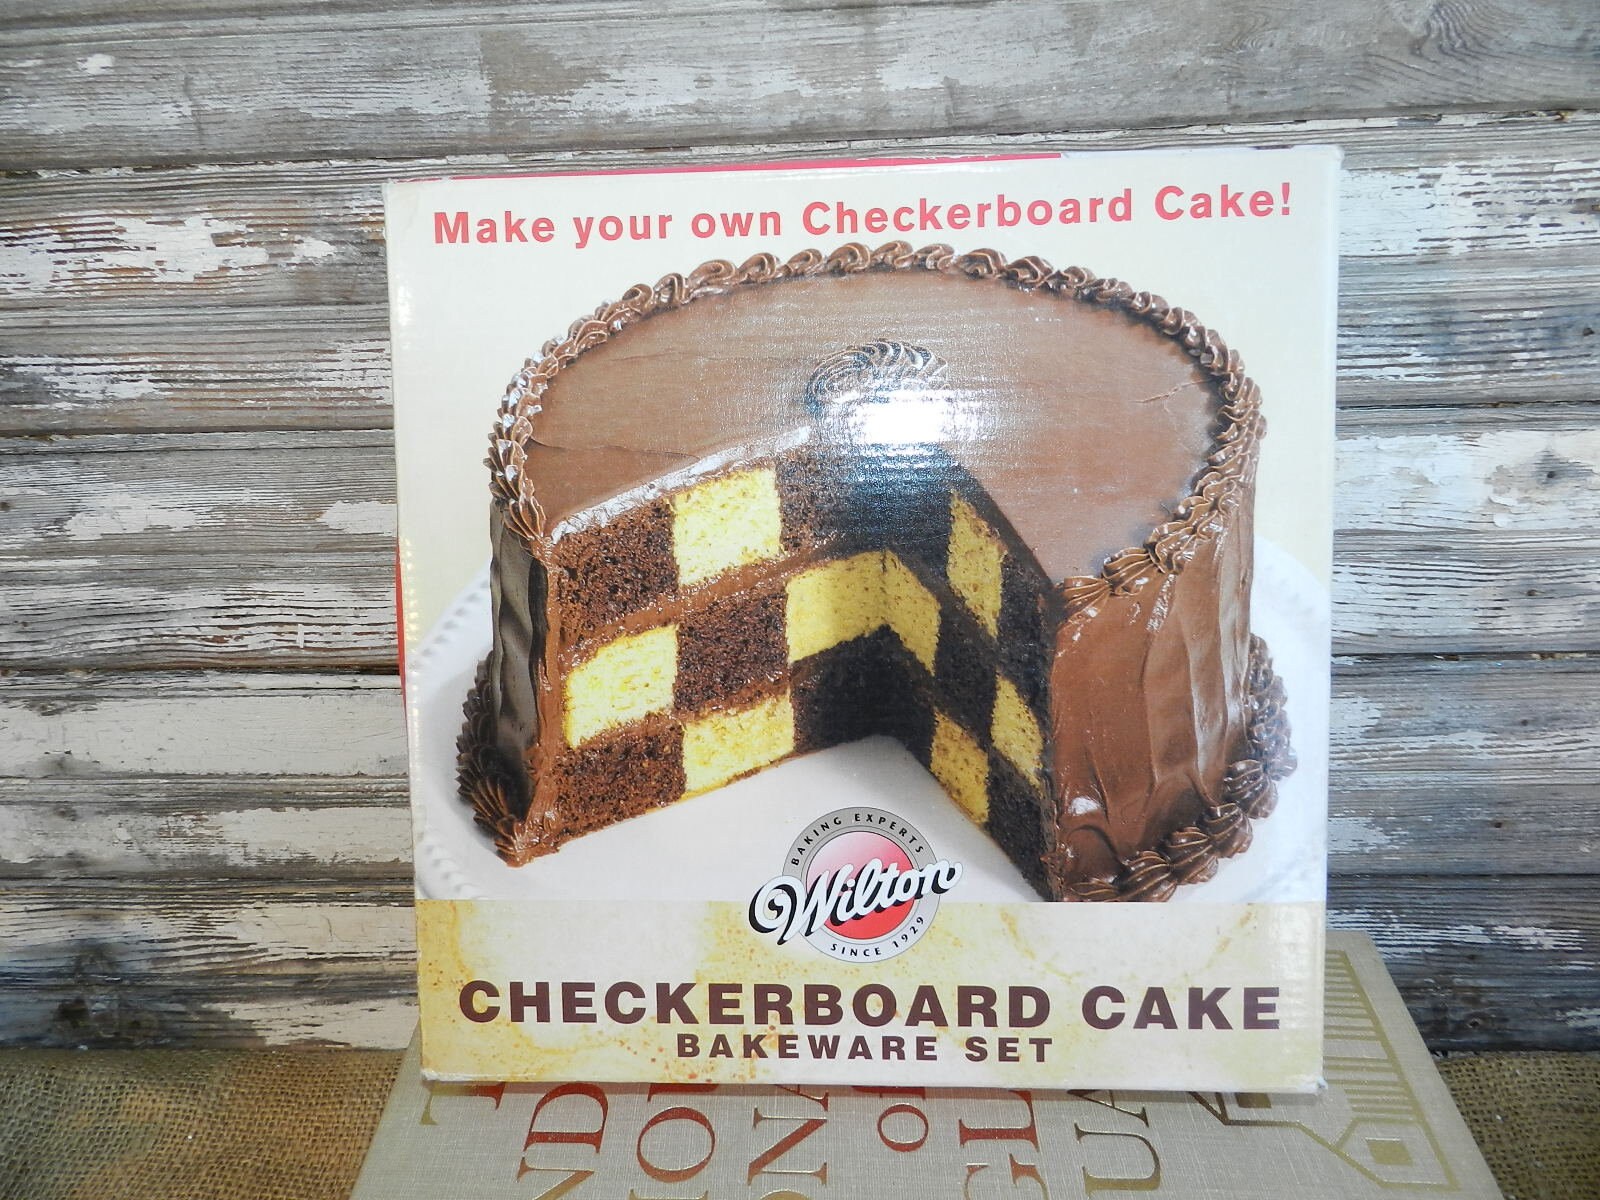 Make your own Checkerboard Cake!
BAKING EXPERTS
Wilton
SINCE 1929
CHECKERBOARD CAKE
BAKEWARE SET